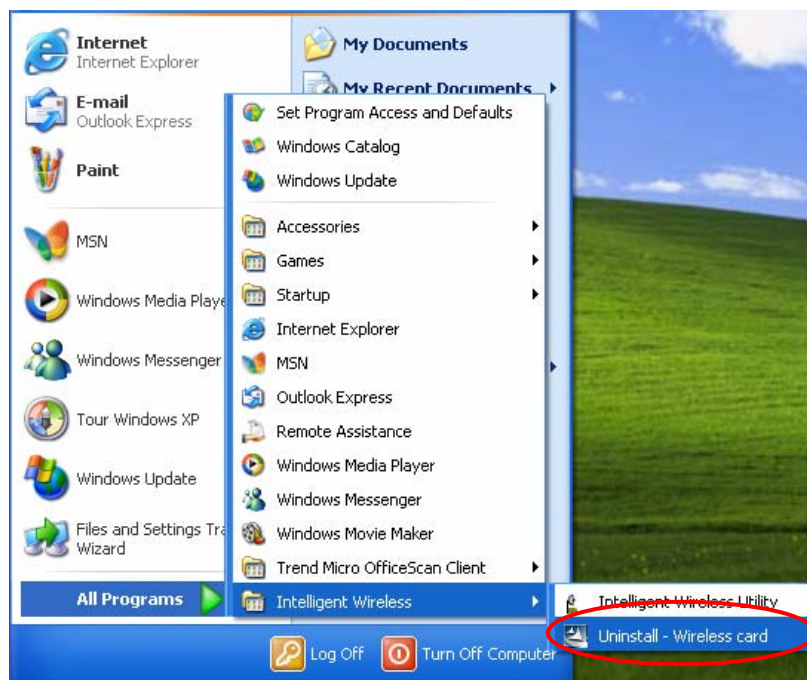 Internet
Internet Explorer
E-mail
Outlook Express
Paint
MSN
Windows Media Playe
Windows Messenger
Tour Windows XP
Windows Update
Files and Settings Tra
Wizard
All Programs
My Documents
My Recent Documents
Set Program Access and Defaults
Windows Catalog
Windows Update
Accessories
Games
Startup
Internet Explorer
MSN
Outlook Express
Remote Assistance
Windows Media Player
Windows Messenger
Windows Movie Maker
Trend Micro OfficeScan Client
Intelligent Wireless
Intelligent Wireless Utility
Uninstall - Wireless card
Log Off
Turn Off Computer